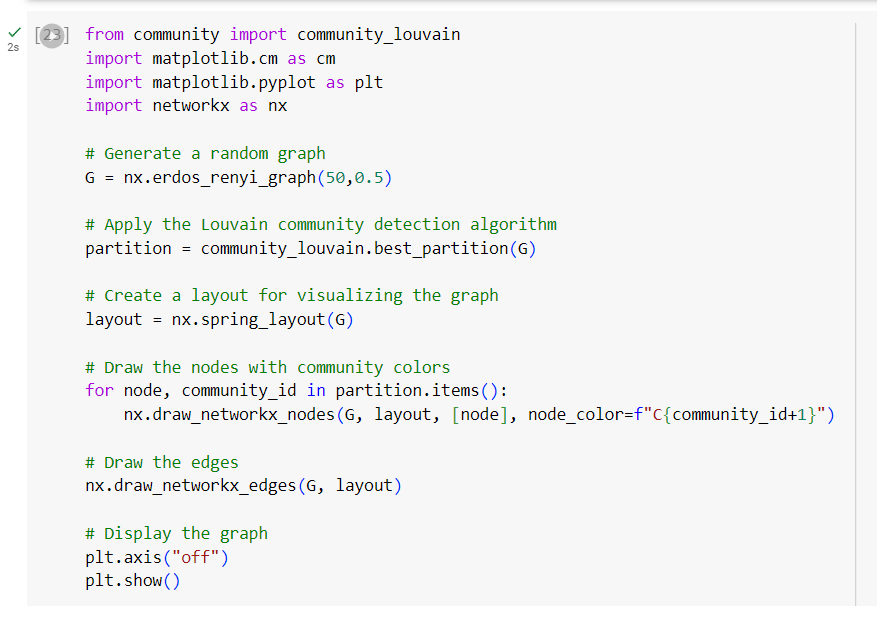 [23] from community import community_louvain
2s import matplotlib.cm as cm
import matplotlib.pyplot as plt
import networkx as nx

# Generate a random graph
G = nx.erdos_renyi_graph(50,0.5)

# Apply the Louvain community detection algorithm
partition = community_louvain.best_partition(G)

# Create a layout for visualizing the graph
layout = nx.spring_layout(G)

# Draw the nodes with community colors
for node, community_id in partition.items():
    nx.draw_networkx_nodes(G, layout, [node], node_color=f"C{community_id+1}")

# Draw the edges
nx.draw_networkx_edges(G, layout)

# Display the graph
plt.axis("off")
plt.show()